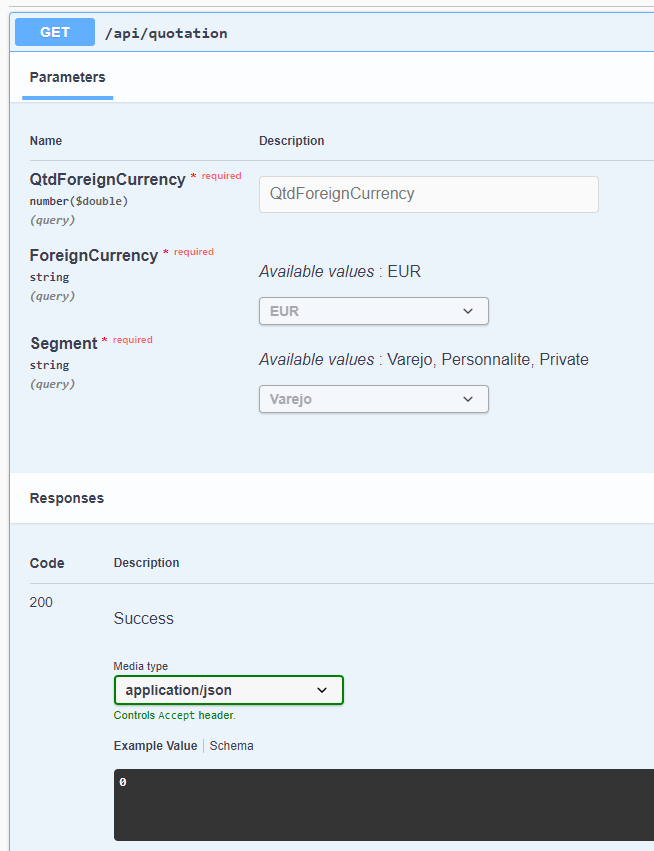 GET /api/quotation
Parameters
Name Description
QtdForeignCurrency * required
number($double)
(query)
QtdForeignCurrency
ForeignCurrency * required
string
(query)
Available values : EUR
EUR
Segment * required
string
(query)
Available values : Varejo, Personnalite, Private
Varejo
Responses
Code Description
200
Success
Media type
application/json
Controls Accept header.
Example Value Schema
0